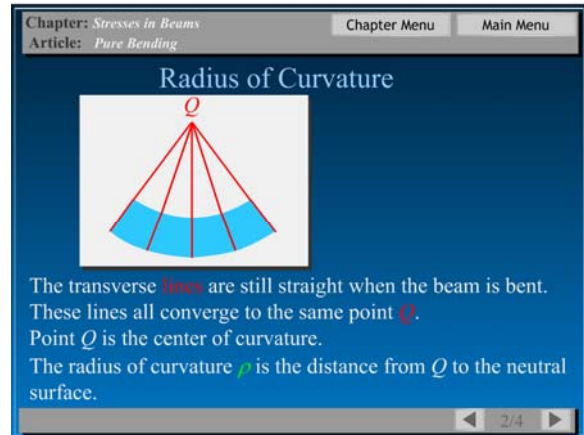 Chapter: Stresses in Beams
Chapter Menu
Main Menu
Article: Pure Bending
Radius of Curvature
Q
The transverse lines are still straight when the beam is bent.
These lines all converge to the same point Q.
Point Q is the center of curvature.
The radius of curvature ρ is the distance from Q to the neutral
surface.
2/4